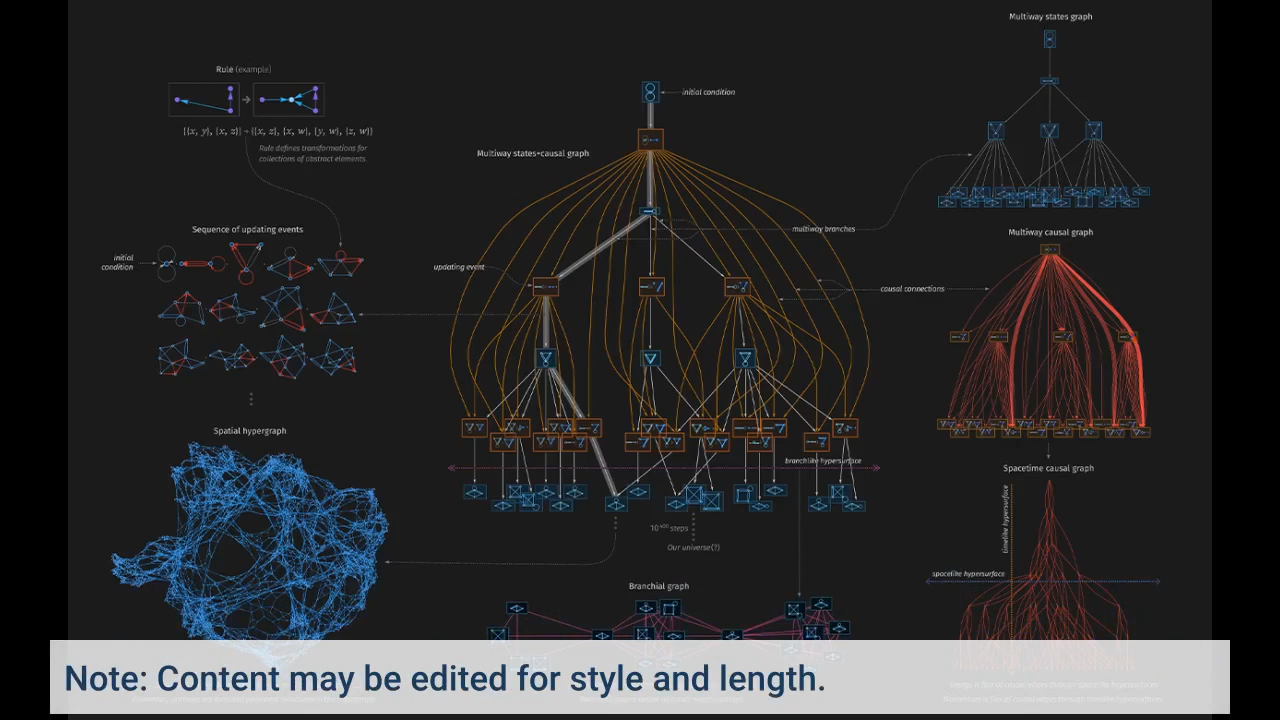 Multiway states graph
Rule (example)
initial condition
{{x, y}, {x, z}} → {{x, z}, {x, w}, {y, w}, {z, w}}
Rule defines transformations for
collections of abstract elements.
Multiway states+causal graph
Sequence of updating events
multiway branches
Multiway causal graph
initial
condition
updating event
causal connections
Spatial hypergraph
branchlike hypersurface
Spacetime causal graph
timelike hypersurface
10⁵⁰⁰ steps
Our universe(?)
spacelike hypersurface
Branchial graph
Note: Content may be edited for style and length.